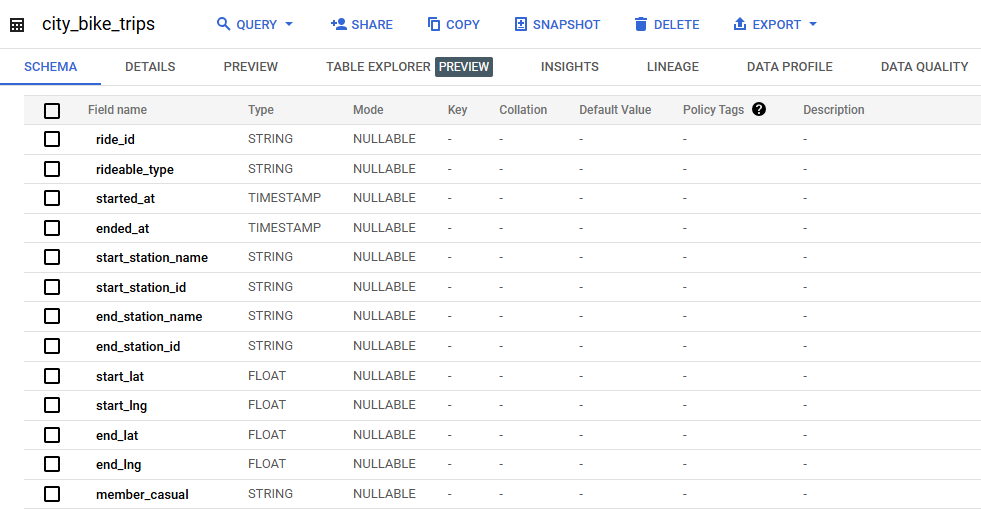 city_bike_trips QUERY SHARE COPY SNAPSHOT DELETE EXPORT
SCHEMA DETAILS PREVIEW TABLE EXPLORER PREVIEW INSIGHTS LINEAGE DATA PROFILE DATA QUALITY
Field name Type Mode Key Collation Default Value Policy Tags ? Description
ride_id STRING NULLABLE - - - - -
rideable_type STRING NULLABLE - - - - -
started_at TIMESTAMP NULLABLE - - - - -
ended_at TIMESTAMP NULLABLE - - - - -
start_station_name STRING NULLABLE - - - - -
start_station_id STRING NULLABLE - - - - -
end_station_name STRING NULLABLE - - - - -
end_station_id STRING NULLABLE - - - - -
start_lat FLOAT NULLABLE - - - - -
start_lng FLOAT NULLABLE - - - - -
end_lat FLOAT NULLABLE - - - - -
end_lng FLOAT NULLABLE - - - - -
member_casual STRING NULLABLE - - - - -